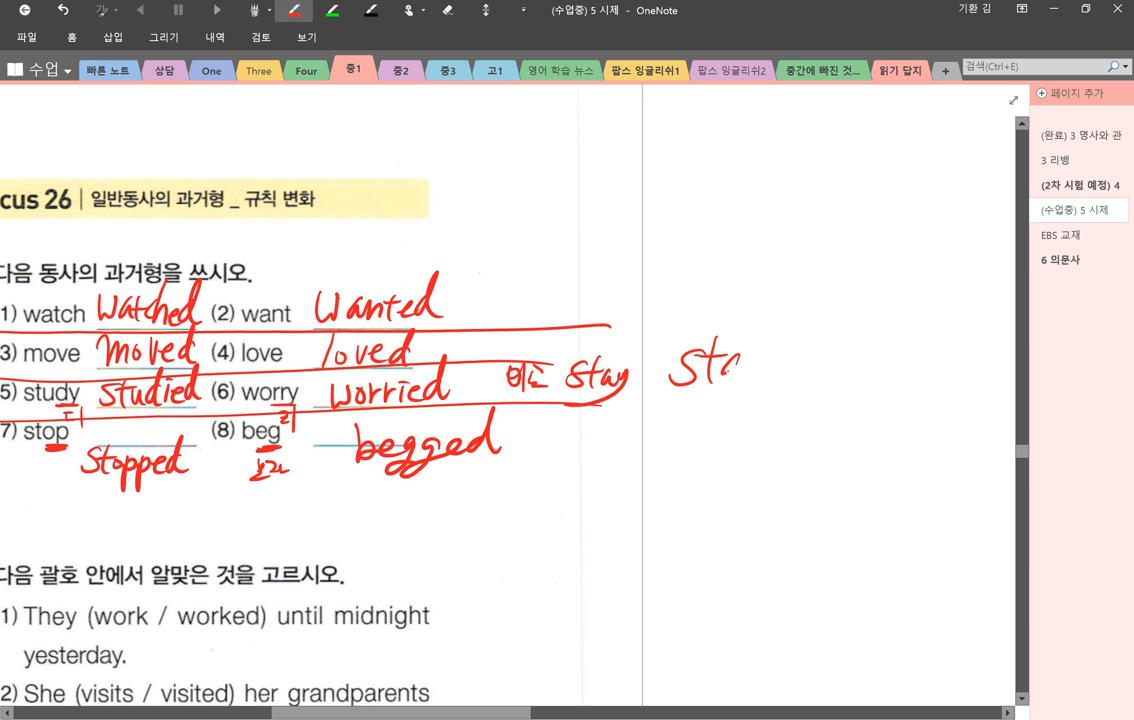 (수업중) 5 시제 - OneNote
기환 김
파일 홈 삽입 그리기 내역 검토 보기
수업 빠른 노트 상담 One Three Four 중1 중2 중3 고1 영어 학습 뉴스 팝스 잉글리쉬1 팝스 잉글리쉬2 중간에 빠진 것... 읽기 답지 + 검색(Ctrl+E)
페이지 추가
(완료) 3 명사와 관
3 리뱅
(2차 시험 예정) 4
(수업중) 5 시제
EBS 교재
6 의문사
cus 26 | 일반동사의 과거형 _ 규칙 변화
다음 동사의 과거형을 쓰시오.
1) watch watched (2) want wanted
3) move moved (4) love loved
5) study studied (6) worry worried stay sta
7) stop stopped (8) beg begged
다음 괄호 안에서 알맞은 것을 고르시오.
1) They (work / worked) until midnight
yesterday.
2) She (visits / visited) her grandparents